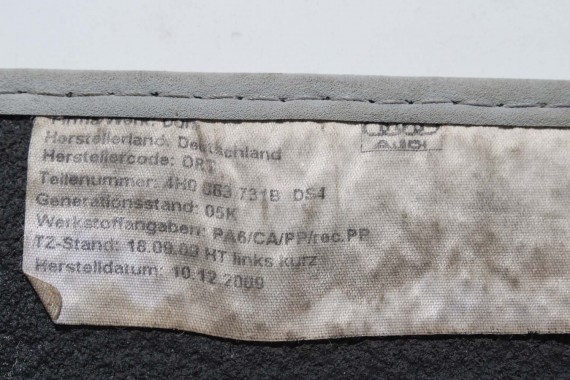 Herstellerland: Deutschland
Herstellercode: DRT
Teilenummer: 4H0 863 731B DS4
Generationsstand: 05K
Werkstoffangaben: PA6/CA/PP/rec.PP
TZ-Stand: 18.09.09 HT links kurz
Herstelldatum: 10.12.2009
AUDI